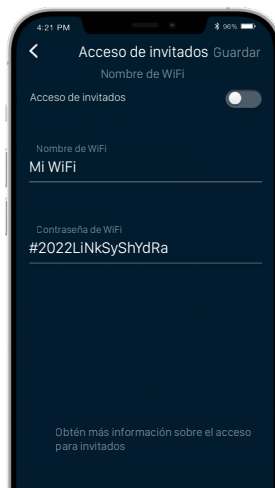 4:21 PM
96%
Acceso de invitados Guardar
Nombre de WiFi
Acceso de invitados
Nombre de WiFi
Mi WiFi
Contraseña de WiFi
#2022LiNkSyShYdRa
Obtén más información sobre el acceso
para invitados